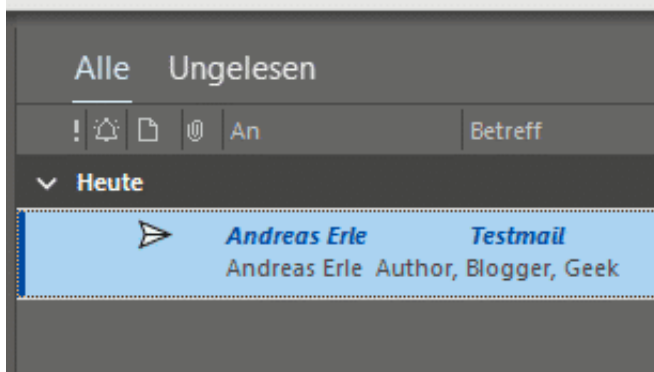 Alle Ungelesen
! An Betreff
Heute
Andreas Erle Testmail
Andreas Erle Author, Blogger, Geek